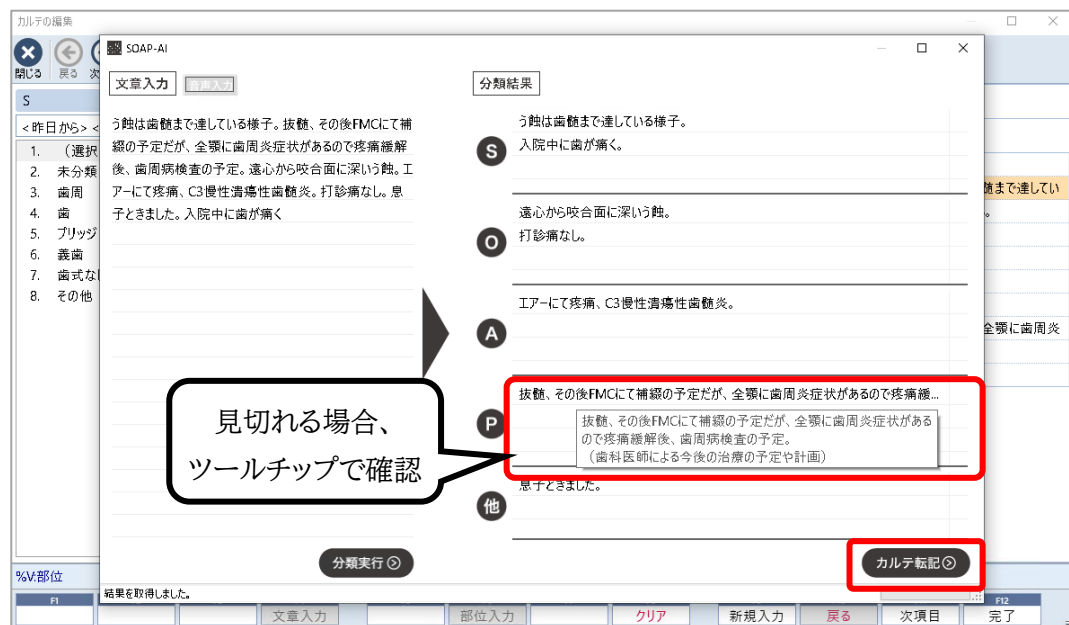 カルテの編集
閉じる
戻る
次
S
<昨日から> <
1. (選択
2. 未分類
3. 歯周
4. 歯
5. ブリッジ
6. 義歯
7. 歯式な
8. その他
SOAP-AI
文章入力
音声入力
う蝕は歯髄まで達している様子。抜髄、その後FMCにて補
綴の予定だが、全顎に歯周炎症状があるので疼痛緩解
後、歯周病検査の予定。遠心から咬合面に深いう蝕。エ
アーにて疼痛、C3慢性潰瘍性歯髄炎。打診痛なし。息
子ときました。入院中に歯が痛く
分類結果
S
う蝕は歯髄まで達している様子。
入院中に歯が痛く。
O
遠心から咬合面に深いう蝕。
打診痛なし。
A
エアーにて疼痛、C3慢性潰瘍性歯髄炎。
P
抜髄、その後FMCにて補綴の予定だが、全顎に歯周炎症状があるので疼痛緩...
抜髄、その後FMCにて補綴の予定だが、全顎に歯周炎症状がある
ので疼痛緩解後、歯周病検査の予定。
(歯科医師による今後の治療の予定や計画)
他
息子ときました。
見切れる場合、
ツールチップで確認
分類実行
カルテ転記
結果を取得しました。
髄まで達してい
全顎に歯周炎
%V:部位
F1
F12
文章入力
部位入力
クリア
新規入力
戻る
次項目
完了